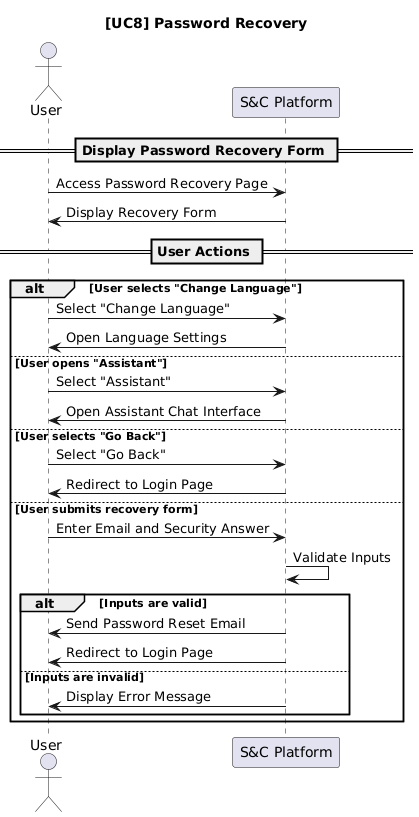 [UC8] Password Recovery
User
S&C Platform
Display Password Recovery Form
Access Password Recovery Page
Display Recovery Form
User Actions
alt [User selects "Change Language"]
Select "Change Language"
Open Language Settings
[User opens "Assistant"]
Select "Assistant"
Open Assistant Chat Interface
[User selects "Go Back"]
Select "Go Back"
Redirect to Login Page
[User submits recovery form]
Enter Email and Security Answer
Validate Inputs
alt [Inputs are valid]
Send Password Reset Email
Redirect to Login Page
[Inputs are invalid]
Display Error Message
User
S&C Platform